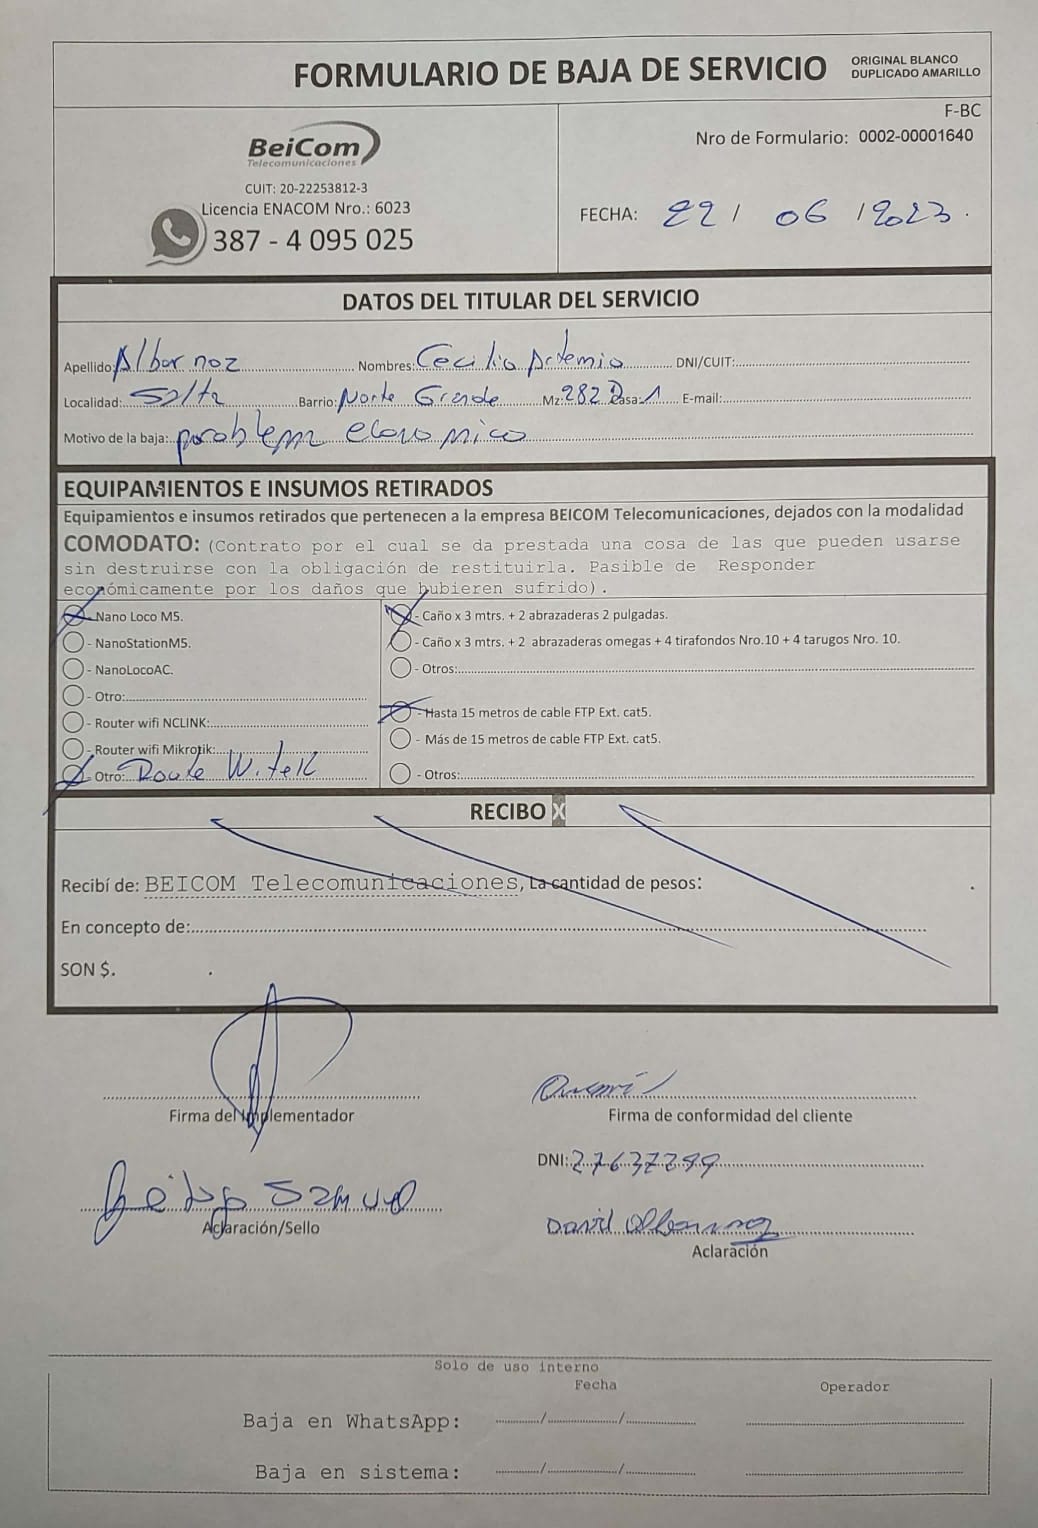 FORMULARIO DE BAJA DE SERVICIO
ORIGINAL BLANCO
DUPLICADO AMARILLO
F-BC
BeiCom
Telecomunicaciones
Nro de Formulario: 0002-00001640
CUIT: 20-22253812-3
Licencia ENACOM Nro.: 6023
387 - 4 095 025
FECHA: 22 / 06 / 2023.
DATOS DEL TITULAR DEL SERVICIO
Apellido: Albornoz Nombres: Cecilio Artemio DNI/CUIT:
Localidad: Salta Barrio: Norte Grande Mz: 282 D Casa: 1 E-mail:
Motivo de la baja: problem economico
EQUIPAMIENTOS E INSUMOS RETIRADOS
Equipamientos e insumos retirados que pertenecen a la empresa BEICOM Telecomunicaciones, dejados con la modalidad
COMODATO: (Contrato por el cual se da prestada una cosa de las que pueden usarse
sin destruirse con la obligación de restituirla. Pasible de Responder
económicamente por los daños que hubieren sufrido).
- Nano Loco M5.
- NanoStationM5.
- NanoLocoAC.
- Otro:
- Router wifi NCLINK:
- Router wifi Mikrotik:
- Otro: Route Witek
- Caño x 3 mtrs. + 2 abrazaderas 2 pulgadas.
- Caño x 3 mtrs. + 2 abrazaderas omegas + 4 tirafondos Nro.10 + 4 tarugos Nro. 10.
- Otros:
- Hasta 15 metros de cable FTP Ext. cat5.
- Más de 15 metros de cable FTP Ext. cat5.
- Otros:
RECIBO X
Recibí de: BEICOM Telecomunicaciones, La cantidad de pesos:
En concepto de:
SON $.
Firma del Implementador
Firma de conformidad del cliente
DNI: 27637299
Samuel
Aclaración/Sello
David Albornoz
Aclaración
Solo de uso interno
Fecha Operador
Baja en WhatsApp: / /
Baja en sistema: / /